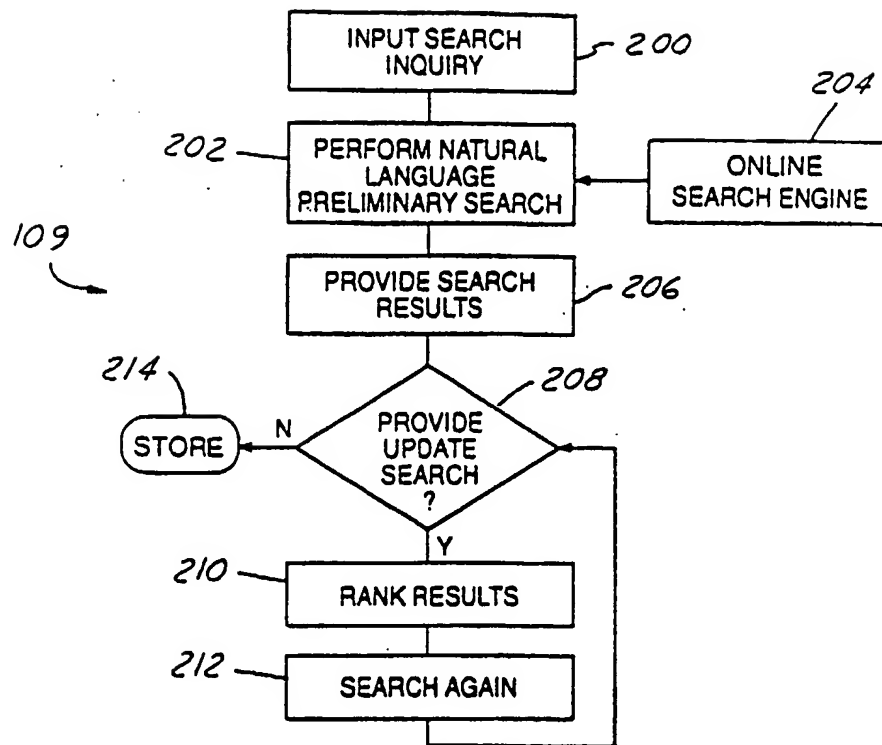 INPUT SEARCH
INQUIRY
200
204
202
PERFORM NATURAL
LANGUAGE
PRELIMINARY SEARCH
ONLINE
SEARCH ENGINE
109
PROVIDE SEARCH
RESULTS
206
214
208
STORE
N
PROVIDE
UPDATE
SEARCH
?
Y
210
RANK RESULTS
212
SEARCH AGAIN